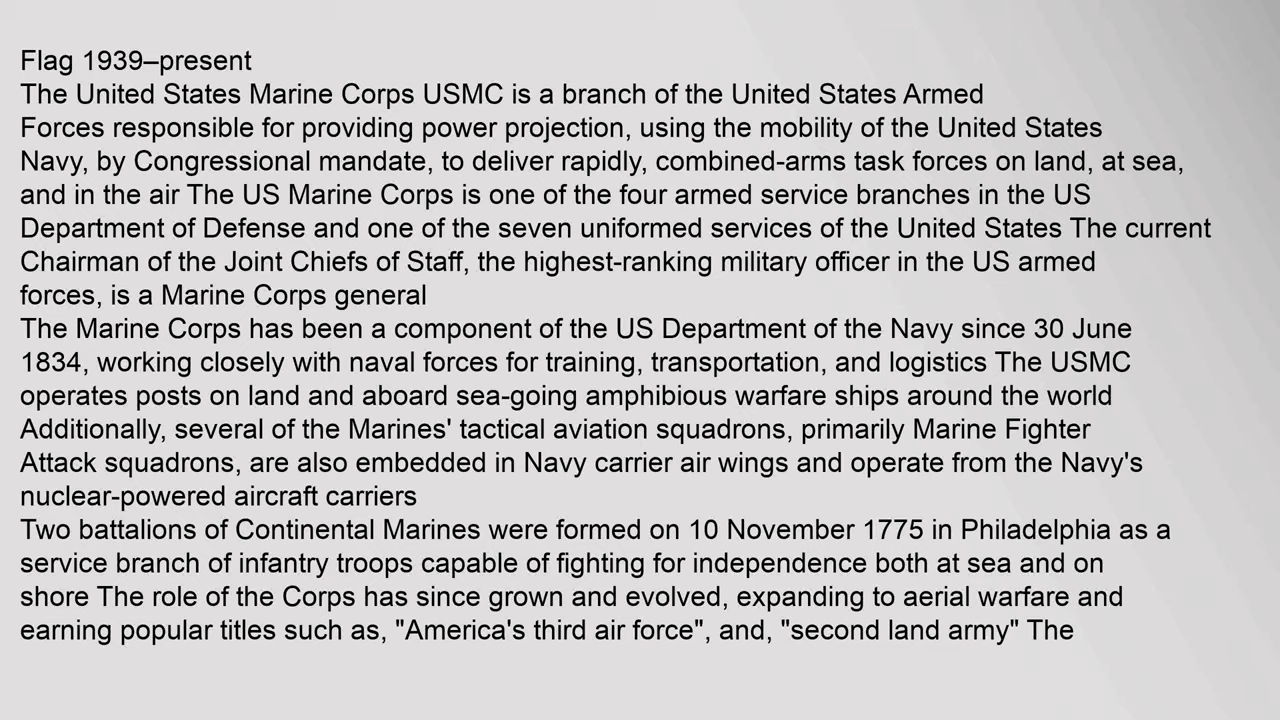 Flag 1939–present
The United States Marine Corps USMC is a branch of the United States Armed
Forces responsible for providing power projection, using the mobility of the United States
Navy, by Congressional mandate, to deliver rapidly, combined-arms task forces on land, at sea,
and in the air The US Marine Corps is one of the four armed service branches in the US
Department of Defense and one of the seven uniformed services of the United States The current
Chairman of the Joint Chiefs of Staff, the highest-ranking military officer in the US armed
forces, is a Marine Corps general
The Marine Corps has been a component of the US Department of the Navy since 30 June
1834, working closely with naval forces for training, transportation, and logistics The USMC
operates posts on land and aboard sea-going amphibious warfare ships around the world
Additionally, several of the Marines' tactical aviation squadrons, primarily Marine Fighter
Attack squadrons, are also embedded in Navy carrier air wings and operate from the Navy's
nuclear-powered aircraft carriers
Two battalions of Continental Marines were formed on 10 November 1775 in Philadelphia as a
service branch of infantry troops capable of fighting for independence both at sea and on
shore The role of the Corps has since grown and evolved, expanding to aerial warfare and
earning popular titles such as, "America's third air force", and, "second land army" The